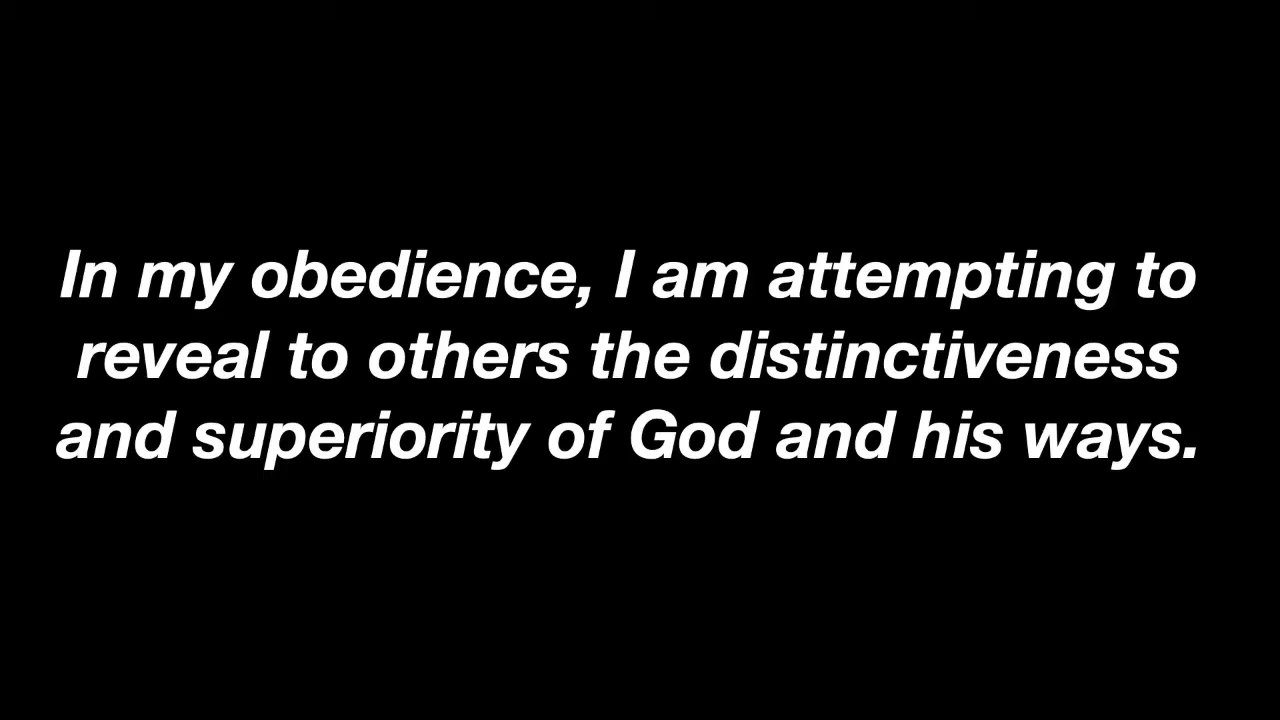 In my obedience, I am attempting to
reveal to others the distinctiveness
and superiority of God and his ways.